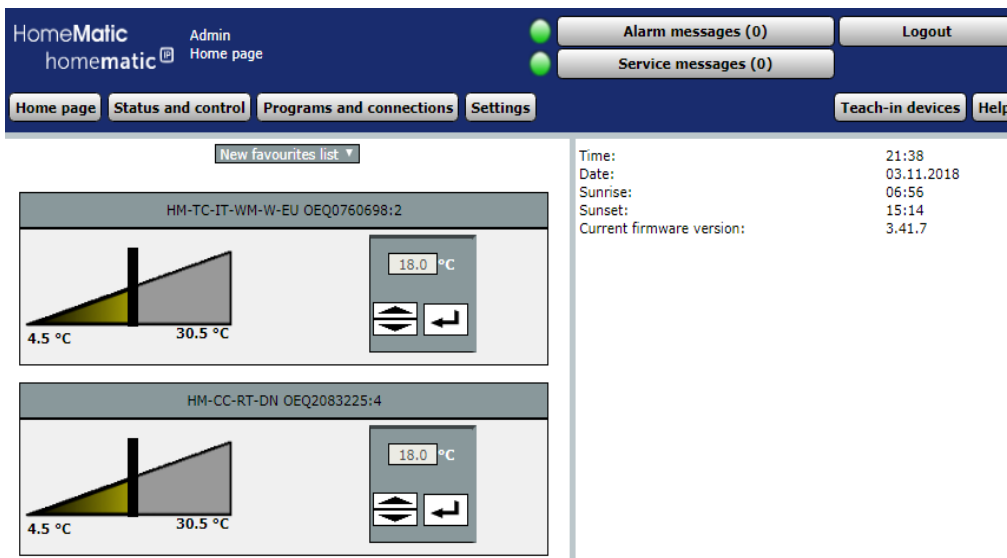 HomeMatic
homematic IP
Admin
Home page
Alarm messages (0)
Logout
Service messages (0)
Home page Status and control Programs and connections Settings Teach-in devices Help
New favourites list ▼
HM-TC-IT-WM-W-EU OEQ0760698:2
18.0 °C
4.5 °C 30.5 °C
HM-CC-RT-DN OEQ2083225:4
18.0 °C
4.5 °C 30.5 °C
Time: 21:38
Date: 03.11.2018
Sunrise: 06:56
Sunset: 15:14
Current firmware version: 3.41.7